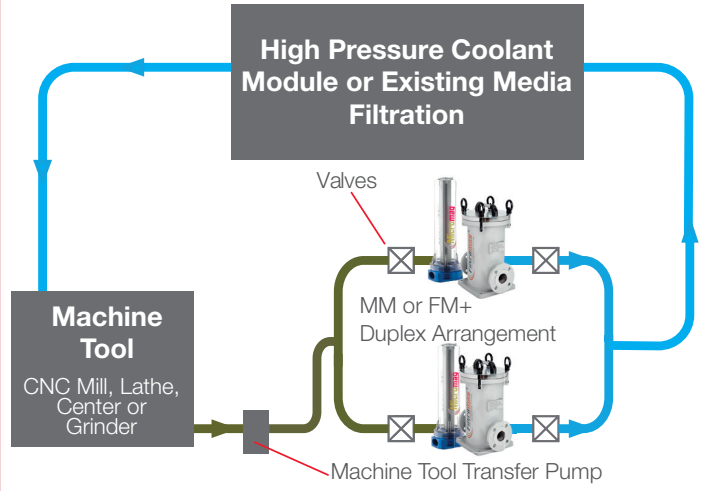 High Pressure Coolant
Module or Existing Media
Filtration
Valves
MM or FM+
Duplex Arrangement
Machine
Tool
CNC Mill, Lathe,
Center or
Grinder
Machine Tool Transfer Pump